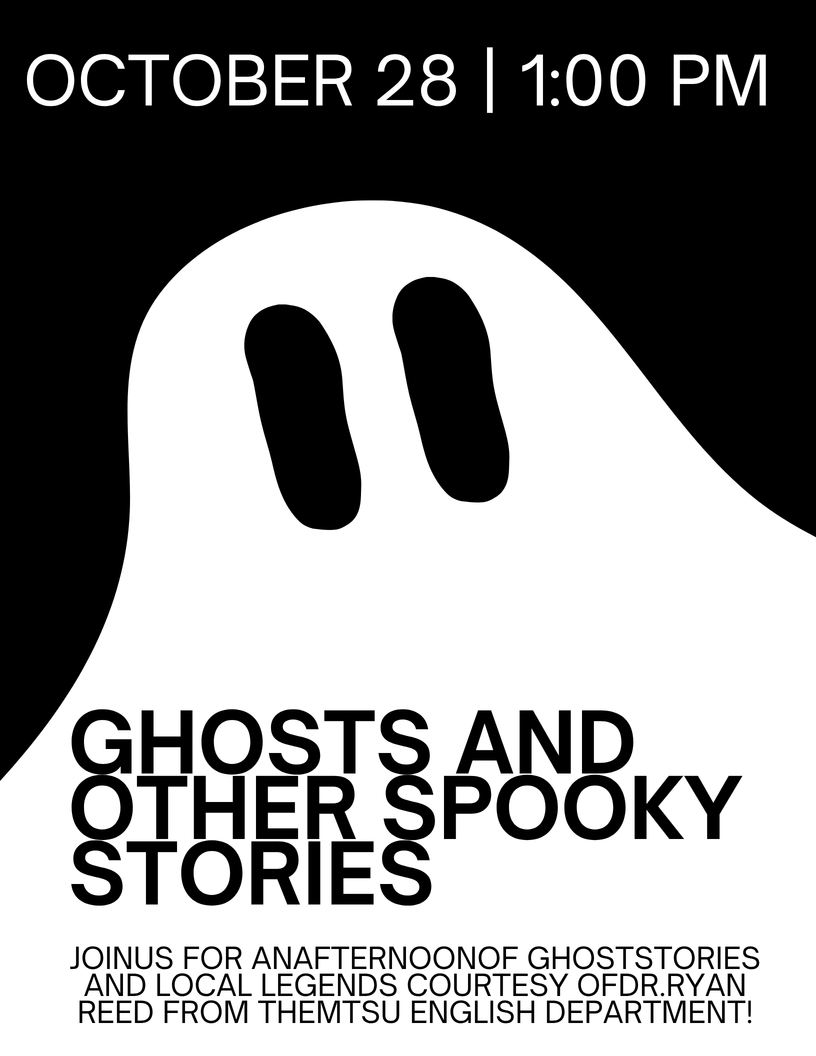 OCTOBER 28 | 1:00 PM
GHOSTS AND
OTHER SPOOKY
STORIES
JOINUS FOR ANAFTERNOONOF GHOSTSTORIES
AND LOCAL LEGENDS COURTESY OFDR.RYAN
REED FROM THEMTSU ENGLISH DEPARTMENT!